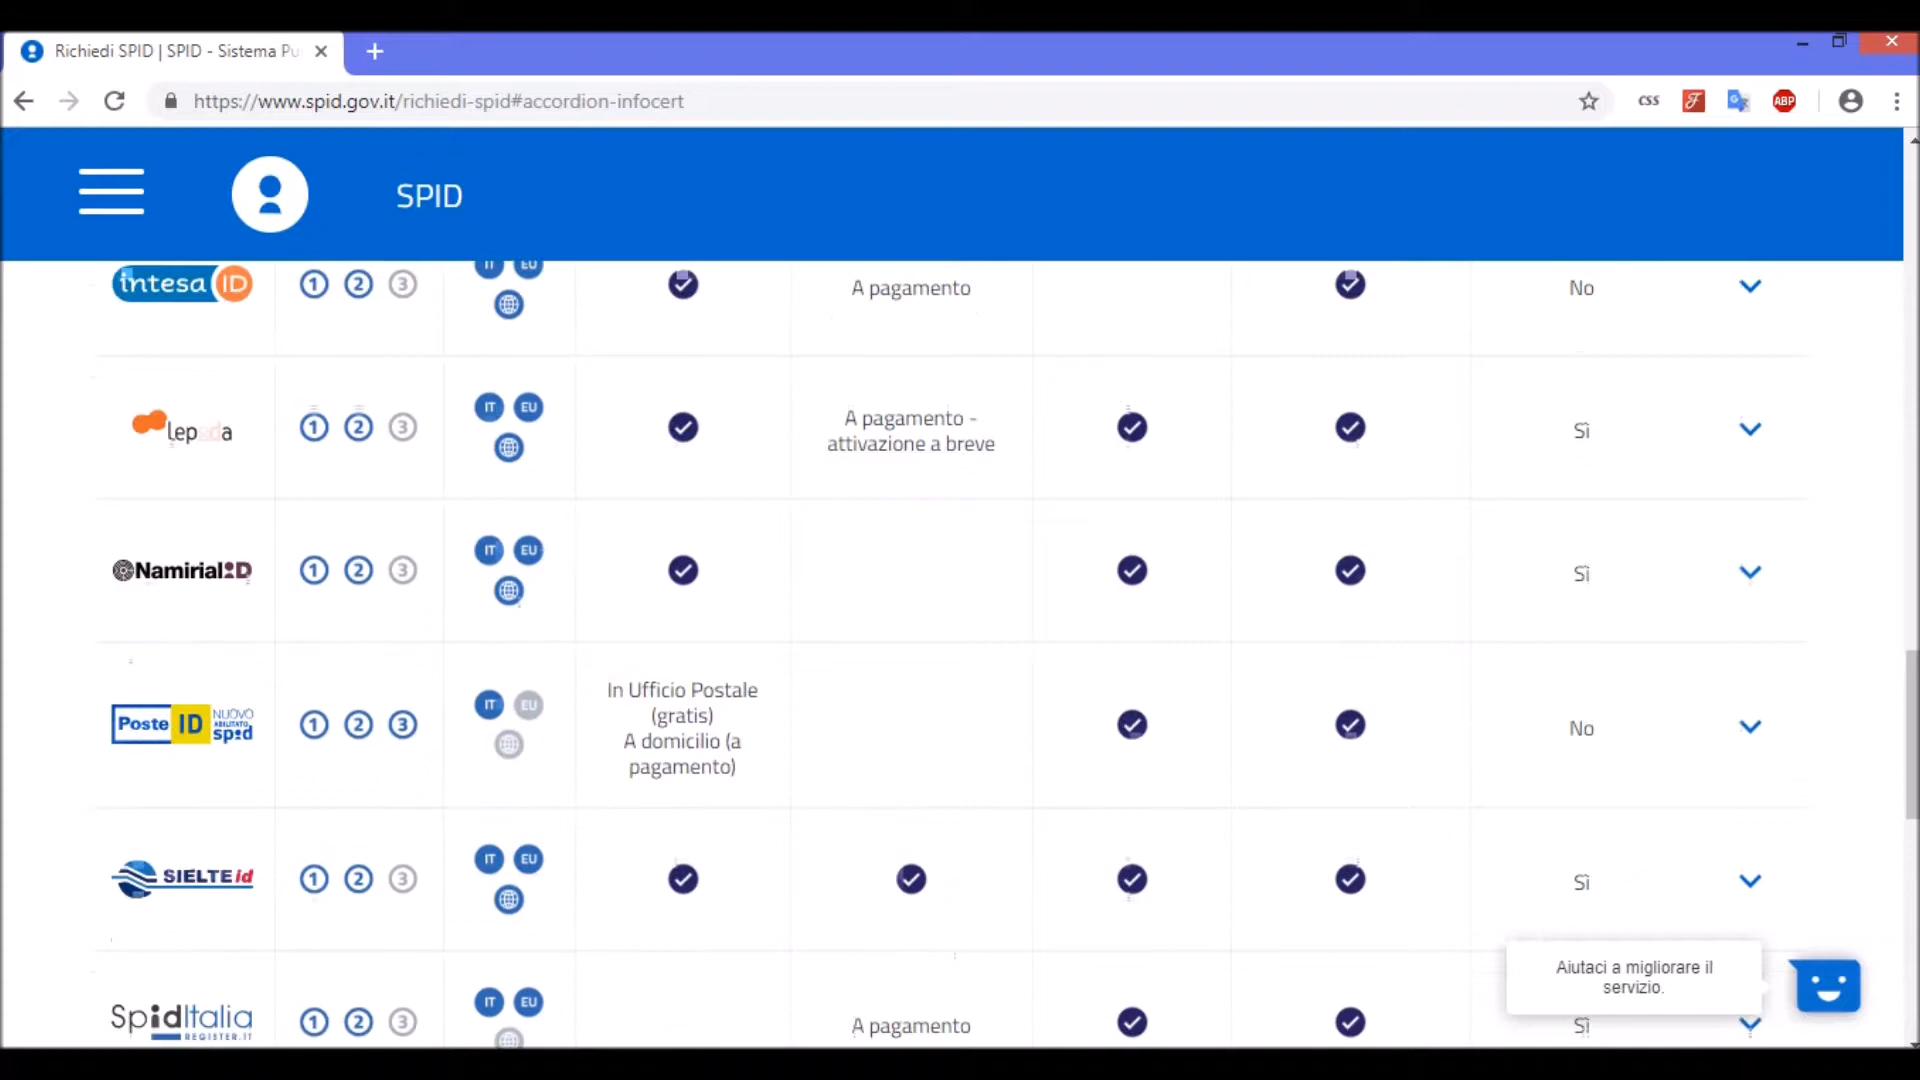 Richiedi SPID | SPID - Sistema Pu
https://www.spid.gov.it/richiedi-spid#accordion-infocert
CSS
ABP
SPID
intesa ID
1 2 3
IT EU
A pagamento
No
lepida
1 2 3
IT EU
A pagamento -
attivazione a breve
Sì
NamirialID
1 2 3
IT EU
Sì
Poste ID NUOVO
ABILITATO
spid
1 2 3
IT EU
In Ufficio Postale
(gratis)
A domicilio (a
pagamento)
No
SIELTE id
1 2 3
IT EU
Sì
SpidItalia
REGISTER.IT
1 2 3
IT EU
A pagamento
Sì
Aiutaci a migliorare il
servizio.